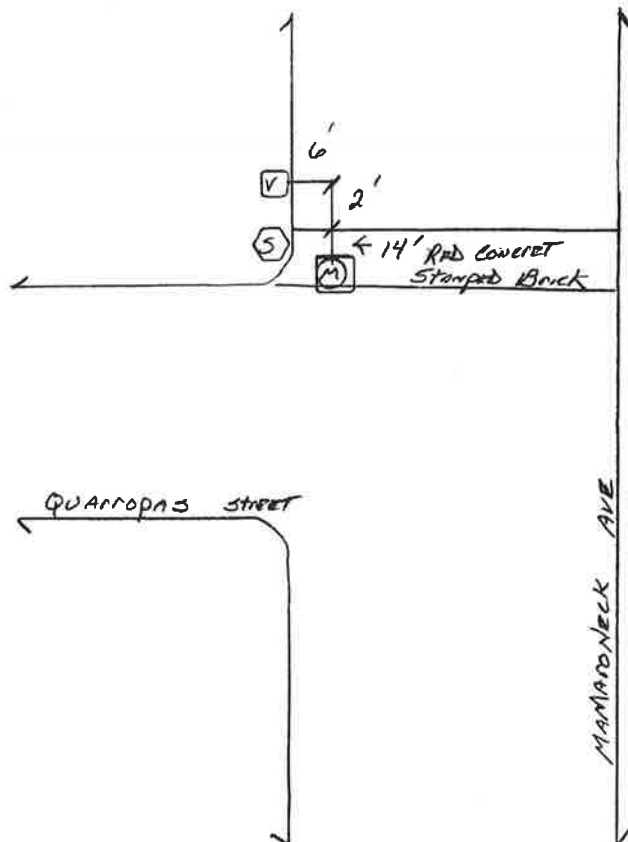 6'
V
2'
S
← 14' RED CONCRET
STAMPED Brick
M
QUARROPAS STREET
MAMARONECK AVE